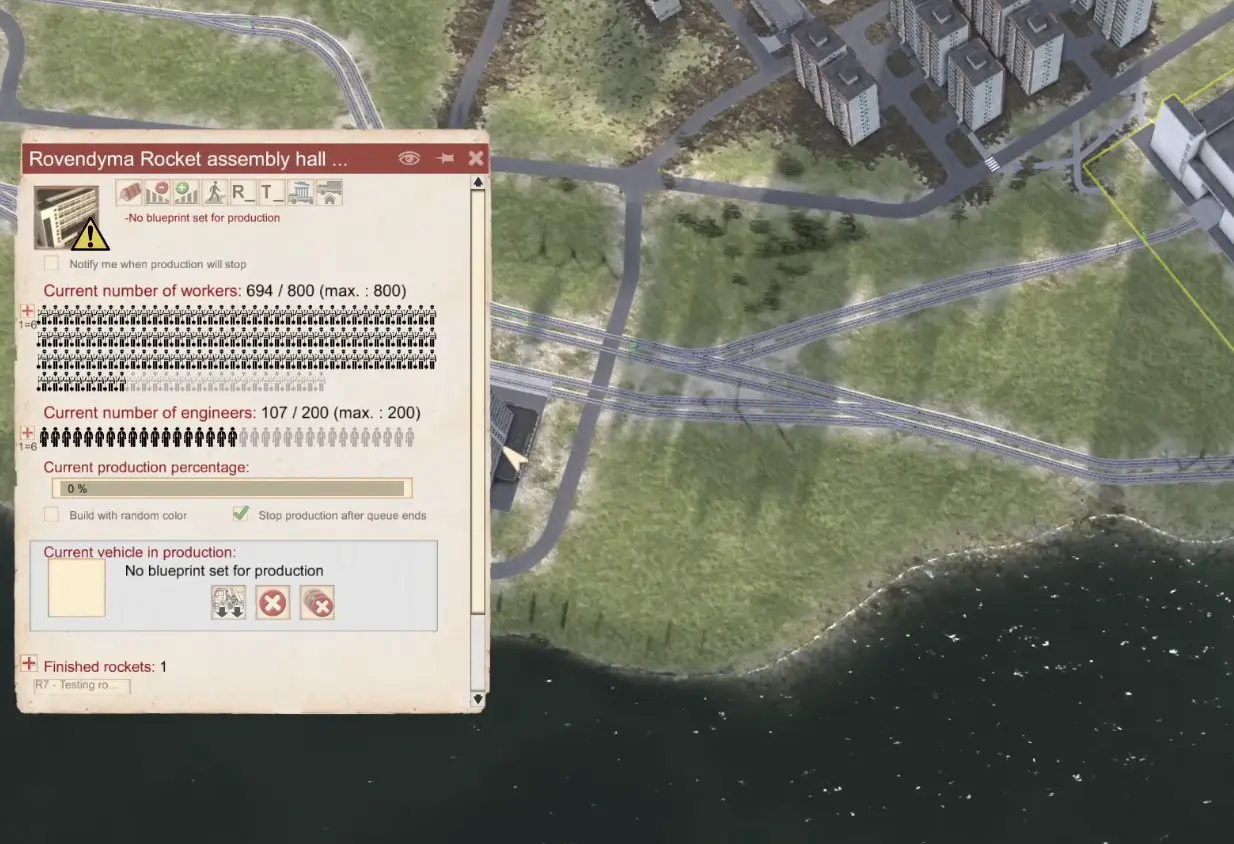 Rovendyma Rocket assembly hall ...
R_ T_
-No blueprint set for production
Notify me when production will stop
Current number of workers: 694 / 800 (max. : 800)
1=6
Current number of engineers: 107 / 200 (max. : 200)
1=6
Current production percentage:
0 %
Build with random color
Stop production after queue ends
Current vehicle in production:
No blueprint set for production
Finished rockets: 1
R7 - Testing ro...